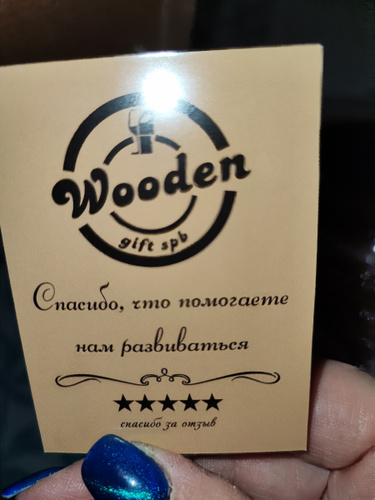 Wooden
gift spb
Спасибо, что помогаете
нам развиваться
спасибо за отзыв